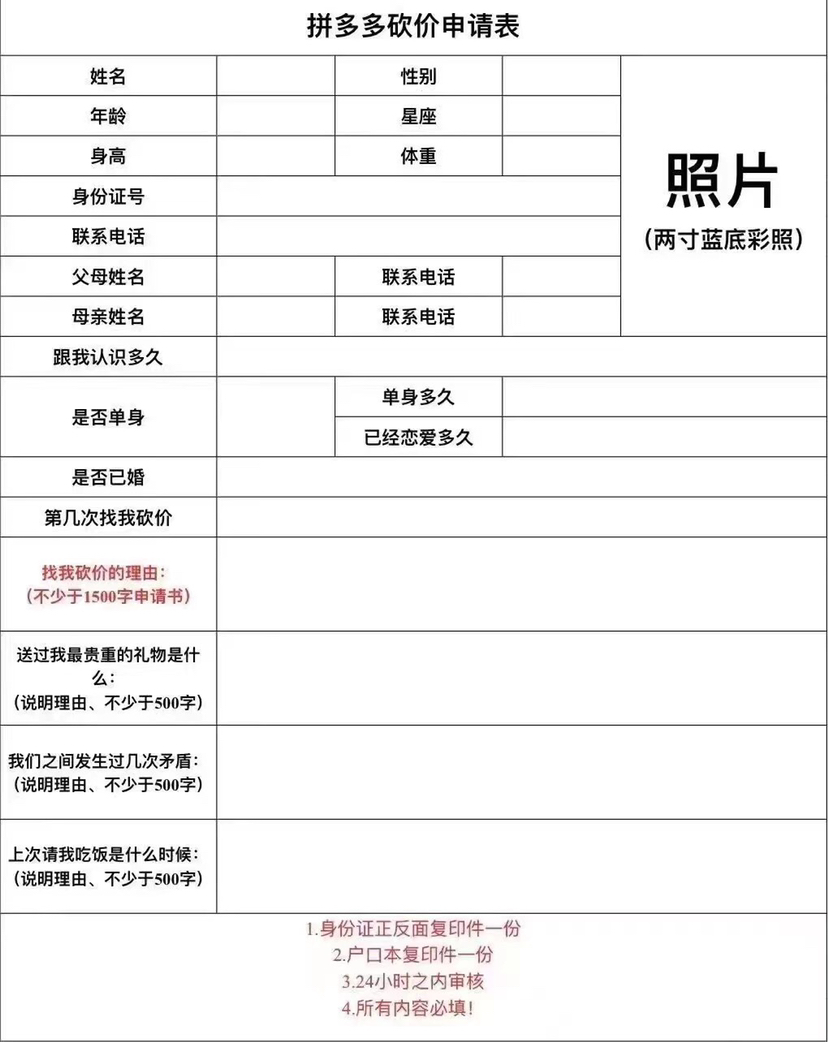 拼多多砍价申请表
姓名 性别
年龄 星座
身高 体重
照片
(两寸蓝底彩照)
身份证号
联系电话
父母姓名 联系电话
母亲姓名 联系电话
跟我认识多久
是否单身 单身多久
已经恋爱多久
是否已婚
第几次找我砍价
找我砍价的理由:
(不少于1500字申请书)
送过我最贵重的礼物是什
么:
(说明理由、不少于500字)
我们之间发生过几次矛盾:
(说明理由、不少于500字)
上次请我吃饭是什么时候:
(说明理由、不少于500字)
1.身份证正反面复印件一份
2.户口本复印件一份
3.24小时之内审核
4.所有内容必填!